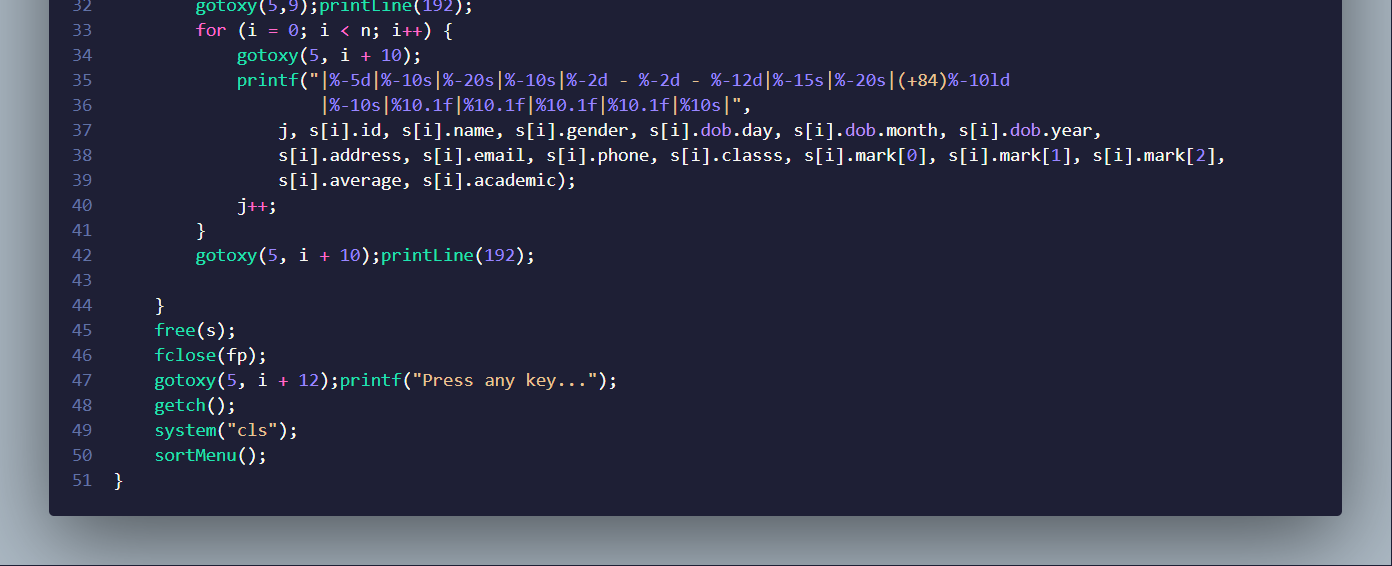 32 gotoxy(5,9);printLine(192);
33 for (i = 0; i < n; i++) {
34 gotoxy(5, i + 10);
35 printf("|%-5d|%-10s|%-20s|%-10s|%-2d - %-2d - %-12d|%-15s|%-20s|(+84)%-10ld
36 |%-10s|%10.1f|%10.1f|%10.1f|%10.1f|%10s|",
37 j, s[i].id, s[i].name, s[i].gender, s[i].dob.day, s[i].dob.month, s[i].dob.year,
38 s[i].address, s[i].email, s[i].phone, s[i].classs, s[i].mark[0], s[i].mark[1], s[i].mark[2],
39 s[i].average, s[i].academic);
40 j++;
41 }
42 gotoxy(5, i + 10);printLine(192);
43
44 }
45 free(s);
46 fclose(fp);
47 gotoxy(5, i + 12);printf("Press any key...");
48 getch();
49 system("cls");
50 sortMenu();
51 }